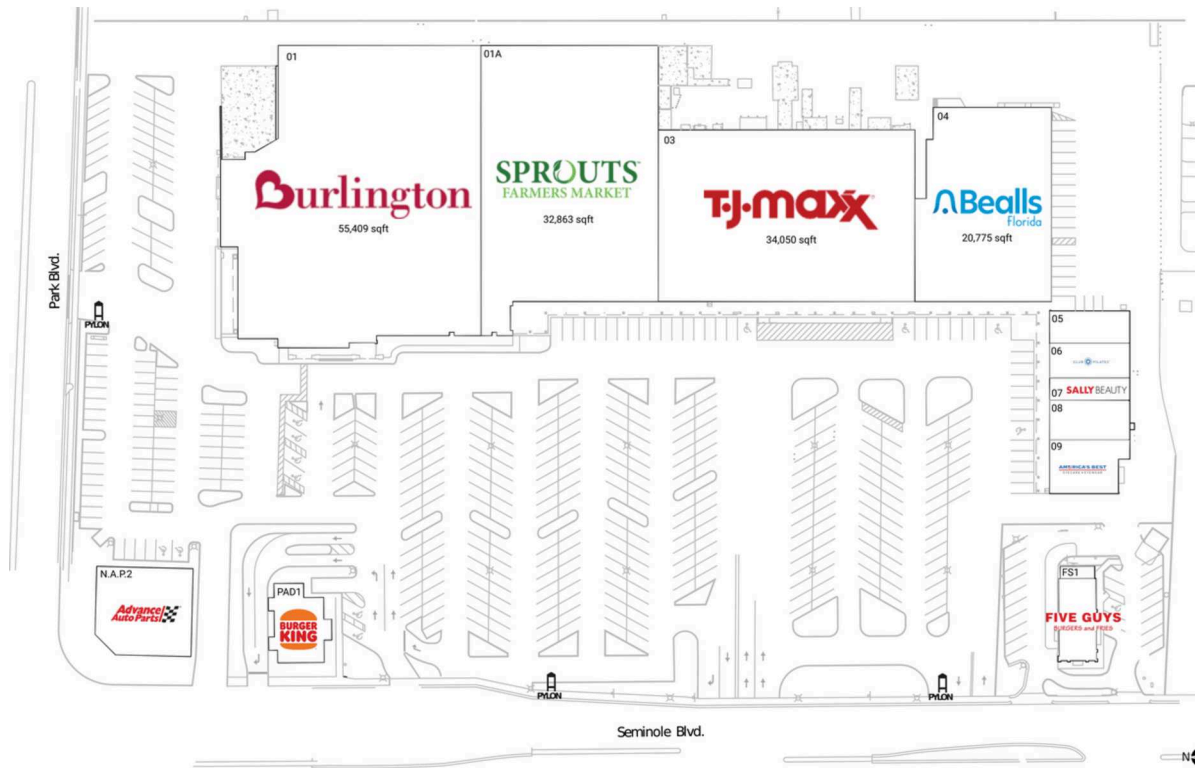 01
01A
03
04
Burlington
55,409 sqft
SPROUTS
FARMERS MARKET
32,863 sqft
T·J·maxx
34,050 sqft
Bealls
Florida
20,775 sqft
Park Blvd.
PYLON
05
06
CLUB PILATES
07 SALLY BEAUTY
08
09
AMERICA'S BEST
N.A.P.2
Advance
Auto Parts
PAD1
BURGER
KING
FS1
FIVE GUYS
BURGERS and FRIES
PYLON
PYLON
Seminole Blvd.
N